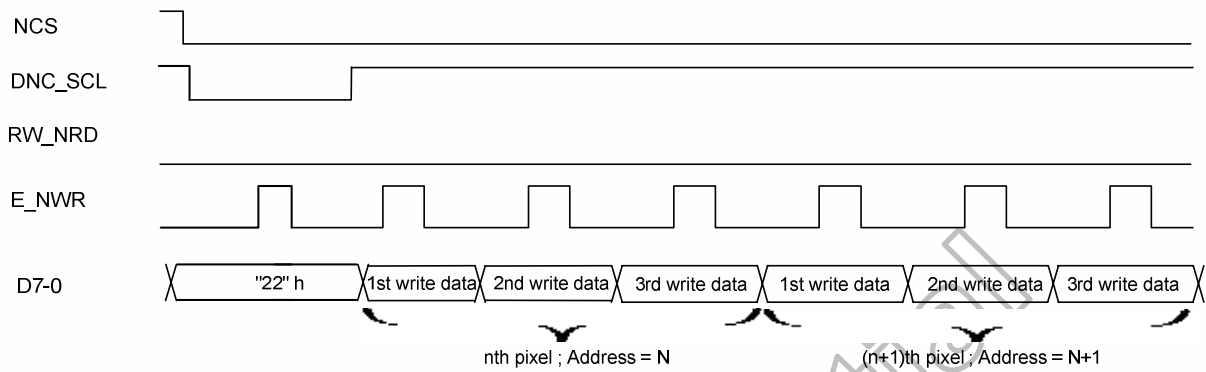 NCS
DNC_SCL
RW_NRD
E_NWR
D7-0
"22" h
1st write data
2nd write data
3rd write data
1st write data
2nd write data
3rd write data
nth pixel ; Address = N
(n+1)th pixel ; Address = N+1